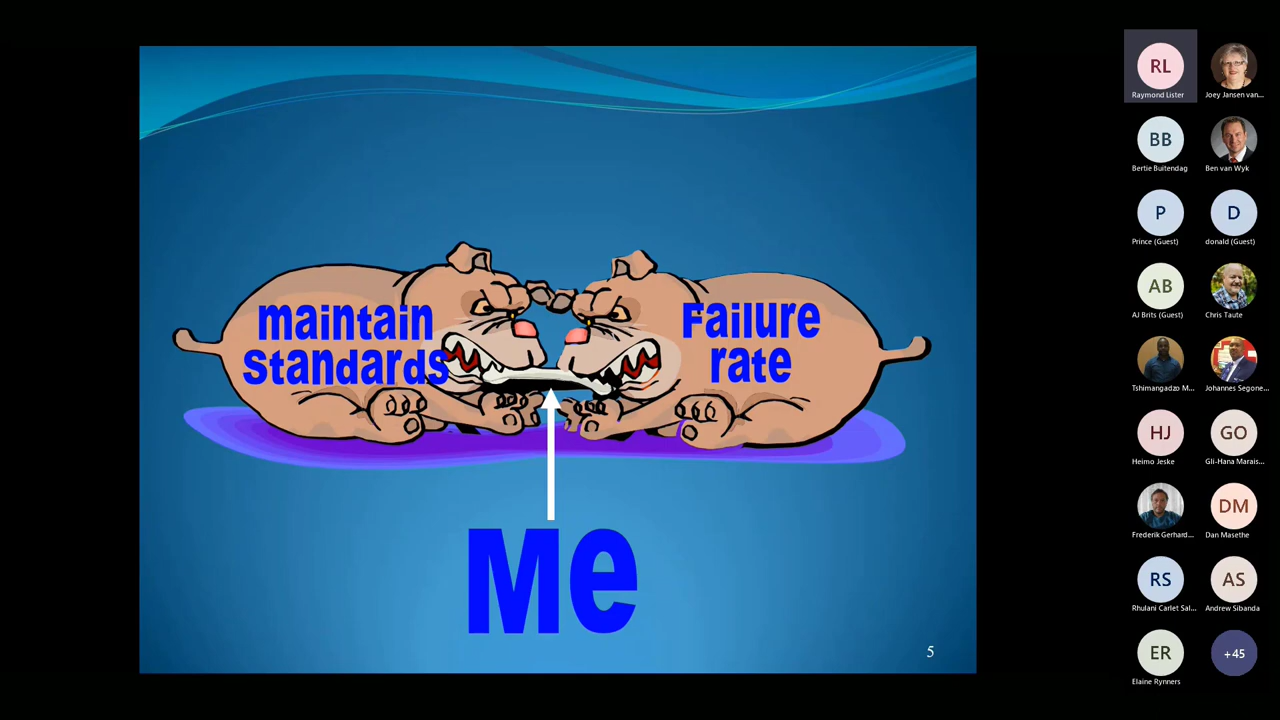 maintain
standards
Failure
rate
Me
5
RL
Raymond Lister
Joey Jansen van...
BB
Bertie Buitendag
Ben van Wyk
P
Prince (Guest)
D
donald (Guest)
AB
AJ Brits (Guest)
Chris Taute
Tshimangadzo M...
Johannes Segone...
HJ
Heimo Jeske
GO
Gli-Hana Marais...
Frederik Gerhard...
DM
Dan Masethe
RS
Rhulani Carlet Sal...
AS
Andrew Sibanda
ER
Elaine Rynners
+45